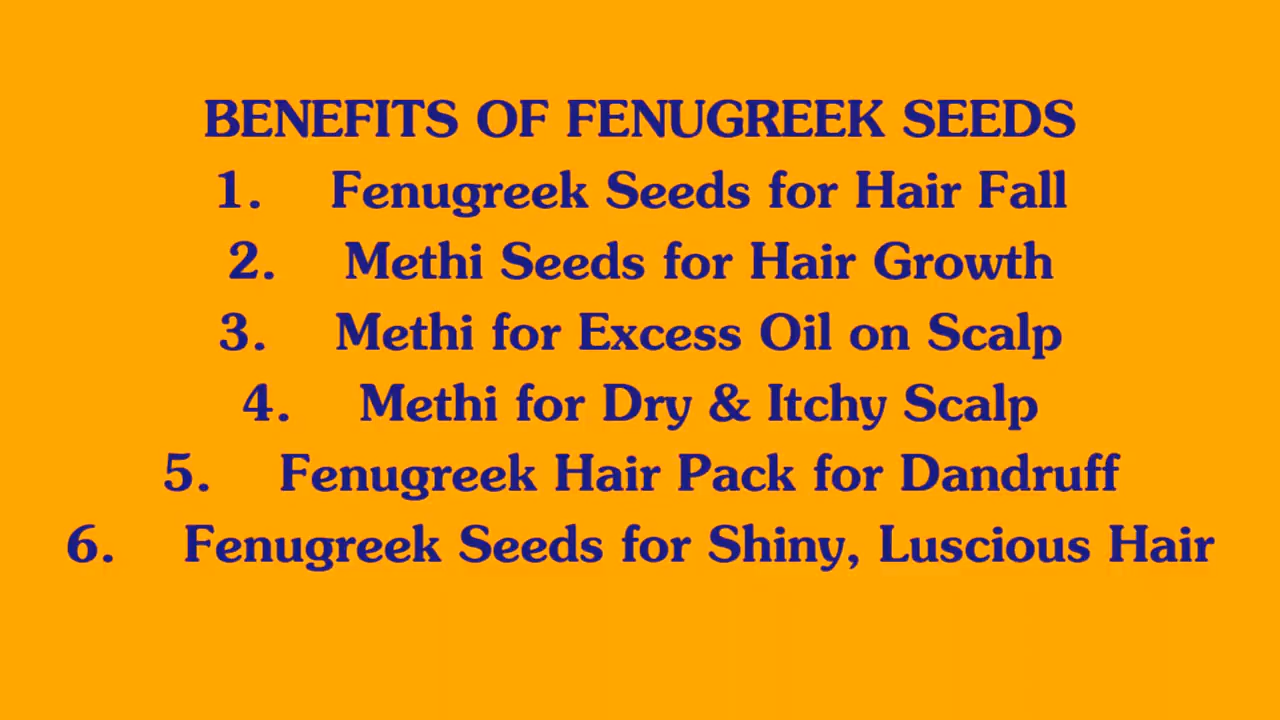 BENEFITS OF FENUGREEK SEEDS
1. Fenugreek Seeds for Hair Fall
2. Methi Seeds for Hair Growth
3. Methi for Excess Oil on Scalp
4. Methi for Dry & Itchy Scalp
5. Fenugreek Hair Pack for Dandruff
6. Fenugreek Seeds for Shiny, Luscious Hair